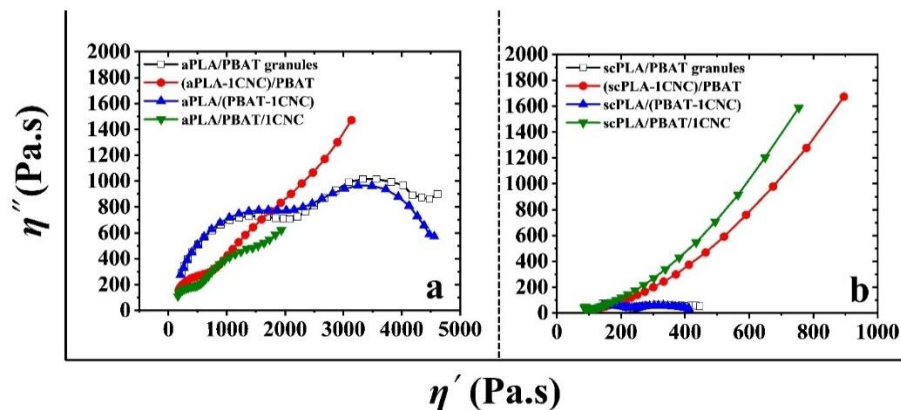 η″ (Pa.s)
2000
1800
1600
1400
1200
1000
800
600
400
200
0
aPLA/PBAT granules
(aPLA-1CNC)/PBAT
aPLA/(PBAT-1CNC)
aPLA/PBAT/1CNC
a
0 1000 2000 3000 4000 5000
2000
1800
1600
1400
1200
1000
800
600
400
200
0
scPLA/PBAT granules
(scPLA-1CNC)/PBAT
scPLA/(PBAT-1CNC)
scPLA/PBAT/1CNC
b
0 200 400 600 800 1000
η′ (Pa.s)